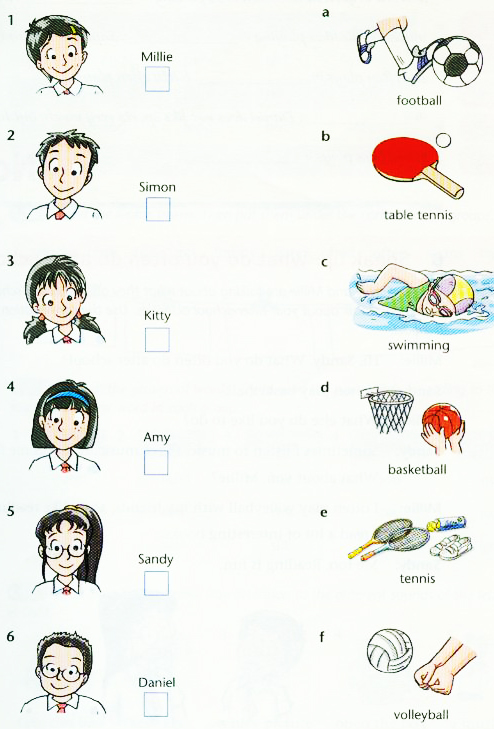 1
Millie
a
football
2
Simon
b
table tennis
3
Kitty
c
swimming
4
Amy
d
basketball
5
Sandy
e
tennis
6
Daniel
f
volleyball